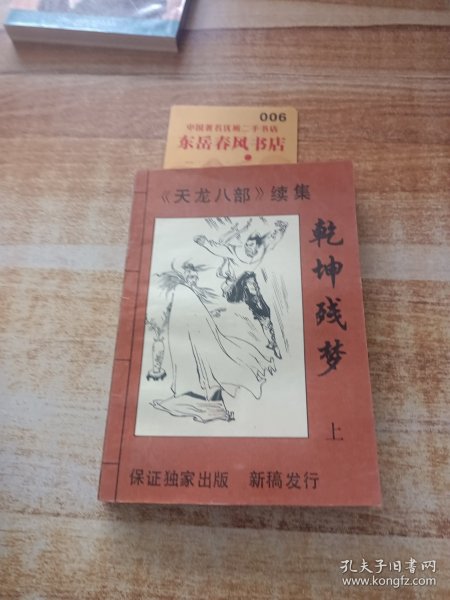 006
中国著名优响二手书店
东岳春风书店
《天龙八部》续集
乾坤残梦
上
保证独家出版 新稿发行
孔夫子旧书网
www.kongfz.com